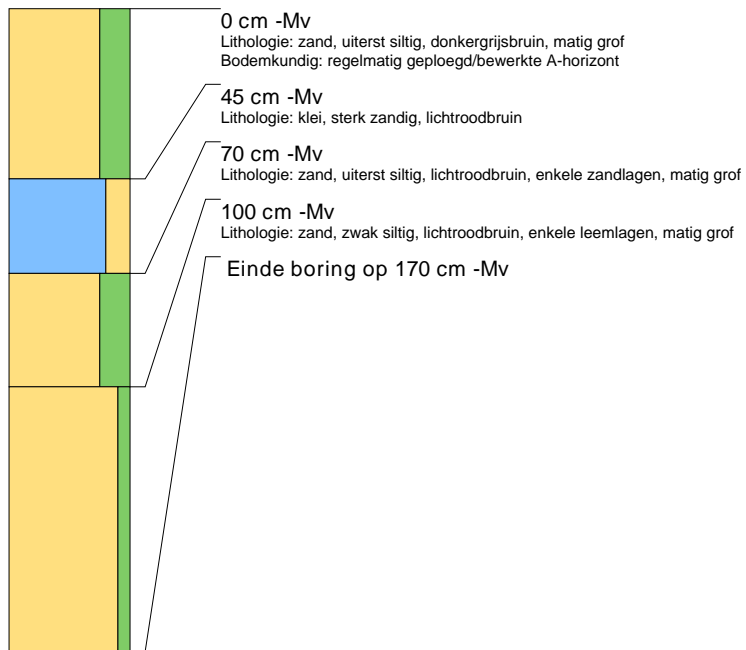 0 cm -Mv
Lithologie: zand, uiterst siltig, donkergrijsbruin, matig grof
Bodemkundig: regelmatig geploegd/bewerkte A-horizont
45 cm -Mv
Lithologie: klei, sterk zandig, lichtroodbruin
70 cm -Mv
Lithologie: zand, uiterst siltig, lichtroodbruin, enkele zandlagen, matig grof
100 cm -Mv
Lithologie: zand, zwak siltig, lichtroodbruin, enkele leemlagen, matig grof
Einde boring op 170 cm -Mv